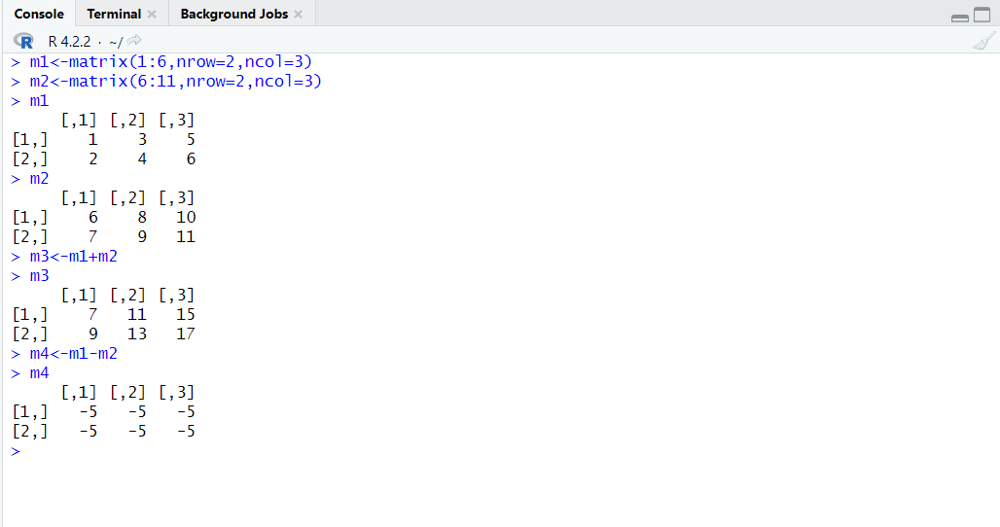 Console Terminal Background Jobs
R R 4.2.2 · ~/
> m1<-matrix(1:6,nrow=2,ncol=3)
> m2<-matrix(6:11,nrow=2,ncol=3)
> m1
     [,1] [,2] [,3]
[1,]    1    3    5
[2,]    2    4    6
> m2
     [,1] [,2] [,3]
[1,]    6    8   10
[2,]    7    9   11
> m3<-m1+m2
> m3
     [,1] [,2] [,3]
[1,]    7   11   15
[2,]    9   13   17
> m4<-m1-m2
> m4
     [,1] [,2] [,3]
[1,]   -5   -5   -5
[2,]   -5   -5   -5
>